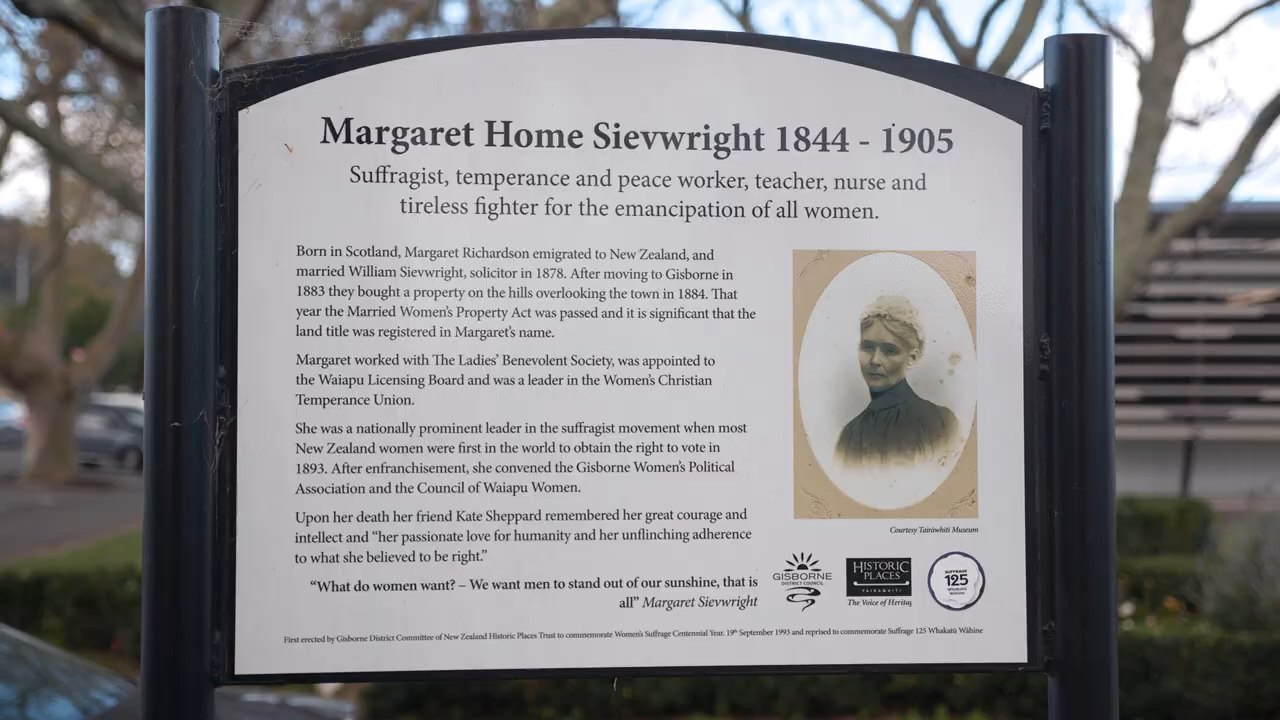 Margaret Home Sievwright 1844 - 1905
Suffragist, temperance and peace worker, teacher, nurse and
tireless fighter for the emancipation of all women.
Born in Scotland, Margaret Richardson emigrated to New Zealand, and
married William Sievwright, solicitor in 1878. After moving to Gisborne in
1883 they bought a property on the hills overlooking the town in 1884. That
year the Married Women's Property Act was passed and it is significant that the
land title was registered in Margaret's name.
Margaret worked with The Ladies' Benevolent Society, was appointed to
the Waiapu Licensing Board and was a leader in the Women's Christian
Temperance Union.
She was a nationally prominent leader in the suffragist movement when most
New Zealand women were first in the world to obtain the right to vote in
1893. After enfranchisement, she convened the Gisborne Women's Political
Association and the Council of Waiapu Women.
Upon her death her friend Kate Sheppard remembered her great courage and
intellect and “her passionate love for humanity and her unflinching adherence
to what she believed to be right.”
“What do women want? – We want men to stand out of our sunshine, that is
all” Margaret Sievwright
Courtesy Tairāwhiti Museum
GISBORNE
DISTRICT COUNCIL
HISTORIC
PLACES
TAIRAWHITI
The Voice of Heritag
SUFFRAGE
125
WHAKATŪ
WĀHINE
First erected by Gisborne District Committee of New Zealand Historic Places Trust to commemorate Women's Suffrage Centennial Year. 19th September 1993 and reprised to commemorate Suffrage 125 Whakatū Wāhine